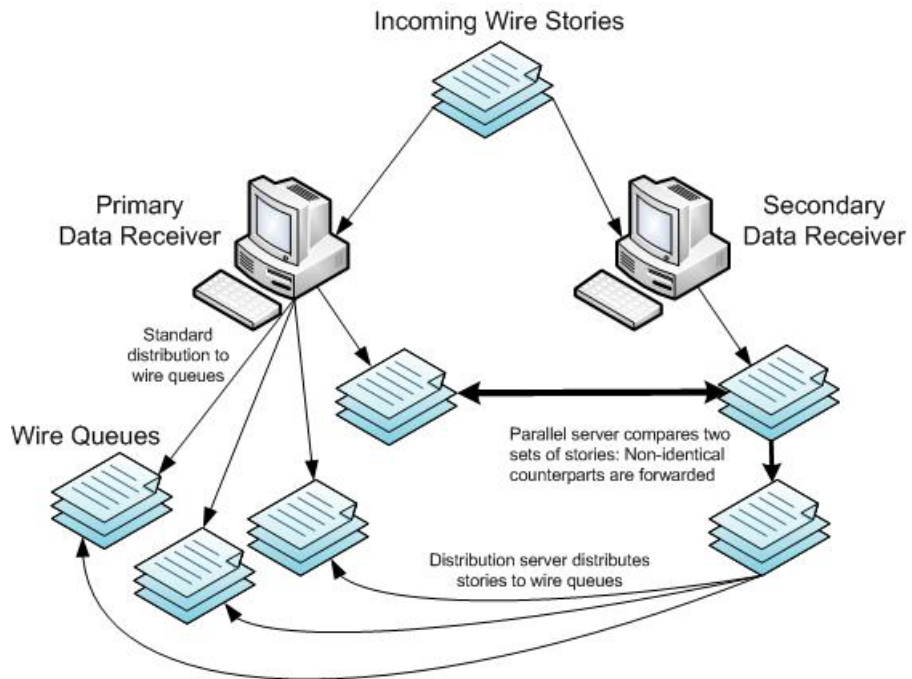 Incoming Wire Stories
Primary
Data Receiver
Secondary
Data Receiver
Standard
distribution to
wire queues
Wire Queues
Parallel server compares two
sets of stories: Non-identical
counterparts are forwarded
Distribution server distributes
stories to wire queues